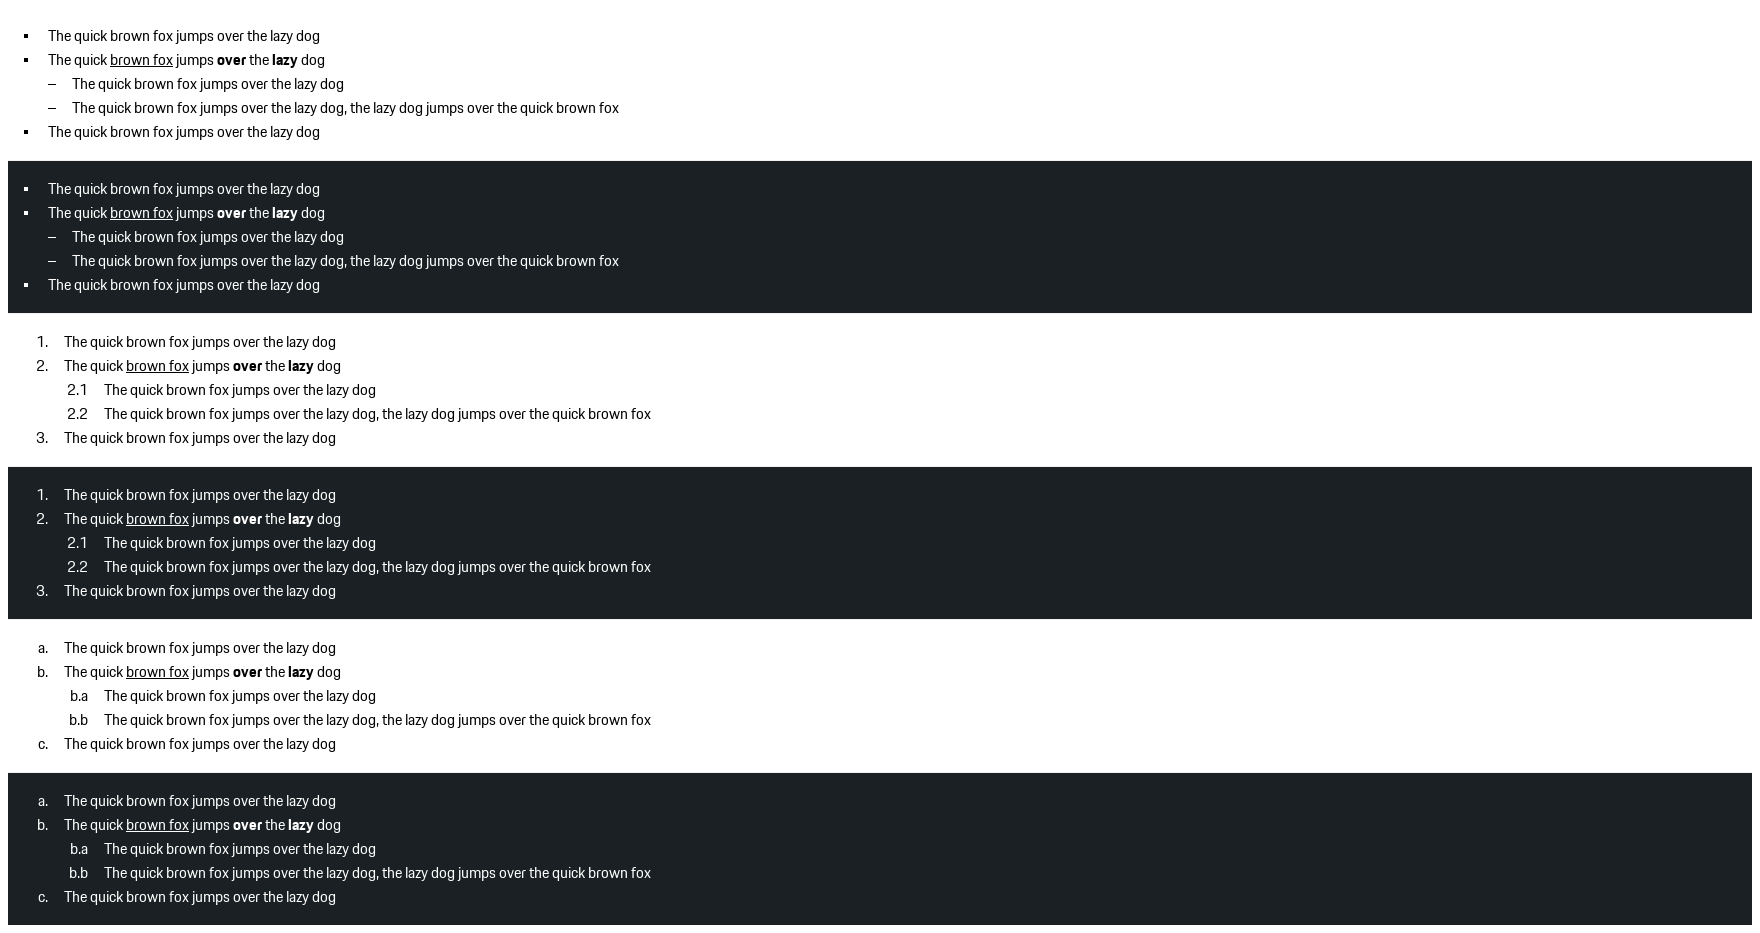 ▪ The quick brown fox jumps over the lazy dog
▪ The quick brown fox jumps over the lazy dog
– The quick brown fox jumps over the lazy dog
– The quick brown fox jumps over the lazy dog, the lazy dog jumps over the quick brown fox
▪ The quick brown fox jumps over the lazy dog
▪ The quick brown fox jumps over the lazy dog
▪ The quick brown fox jumps over the lazy dog
– The quick brown fox jumps over the lazy dog
– The quick brown fox jumps over the lazy dog, the lazy dog jumps over the quick brown fox
▪ The quick brown fox jumps over the lazy dog
1. The quick brown fox jumps over the lazy dog
2. The quick brown fox jumps over the lazy dog
2.1 The quick brown fox jumps over the lazy dog
2.2 The quick brown fox jumps over the lazy dog, the lazy dog jumps over the quick brown fox
3. The quick brown fox jumps over the lazy dog
1. The quick brown fox jumps over the lazy dog
2. The quick brown fox jumps over the lazy dog
2.1 The quick brown fox jumps over the lazy dog
2.2 The quick brown fox jumps over the lazy dog, the lazy dog jumps over the quick brown fox
3. The quick brown fox jumps over the lazy dog
a. The quick brown fox jumps over the lazy dog
b. The quick brown fox jumps over the lazy dog
b.a The quick brown fox jumps over the lazy dog
b.b The quick brown fox jumps over the lazy dog, the lazy dog jumps over the quick brown fox
c. The quick brown fox jumps over the lazy dog
a. The quick brown fox jumps over the lazy dog
b. The quick brown fox jumps over the lazy dog
b.a The quick brown fox jumps over the lazy dog
b.b The quick brown fox jumps over the lazy dog, the lazy dog jumps over the quick brown fox
c. The quick brown fox jumps over the lazy dog